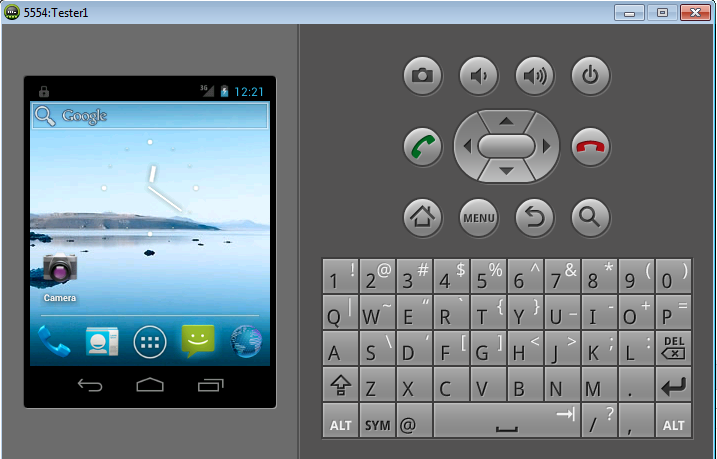 5554:Tester1
3G 12:21
Google
Camera
MENU
1 ! 2 @ 3 # 4 $ 5 % 6 ^ 7 & 8 * 9 ( 0 )
Q | W ~ E “ R ` T { Y } U _ I - O + P =
A S \ D ‘ F [ G ] H < J > K ; L : DEL
Z X C V B N M .
ALT SYM @ / ? , ALT